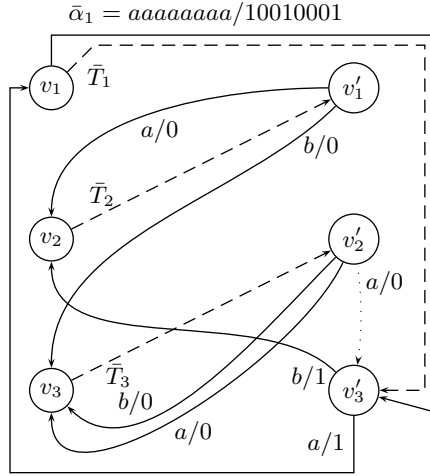 ᾱ₁ = aaaaaaaa/10010001
v₁
T̄₁
v′₁
a/0
b/0
T̄₂
v₂
v′₂
a/0
T̄₃
v₃
b/0
a/0
b/1
v′₃
a/1